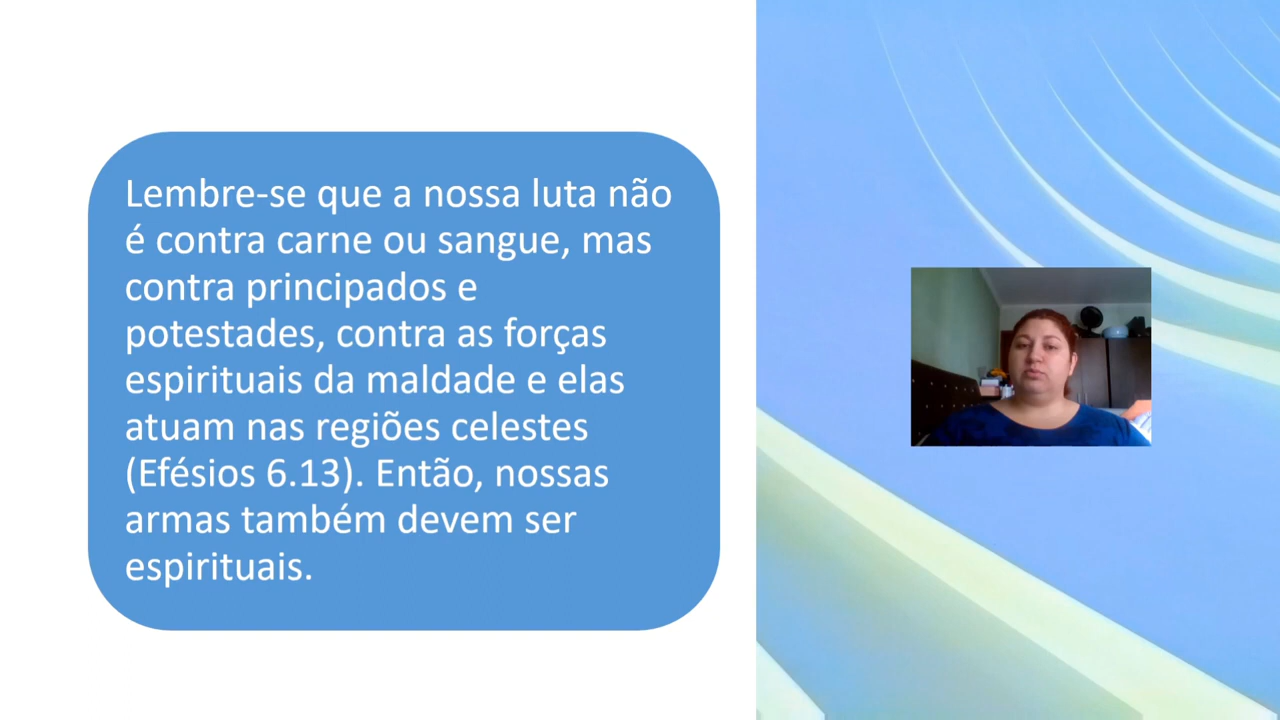 Lembre-se que a nossa luta não
é contra carne ou sangue, mas
contra principados e
potestades, contra as forças
espirituais da maldade e elas
atuam nas regiões celestes
(Efésios 6.13). Então, nossas
armas também devem ser
espirituais.